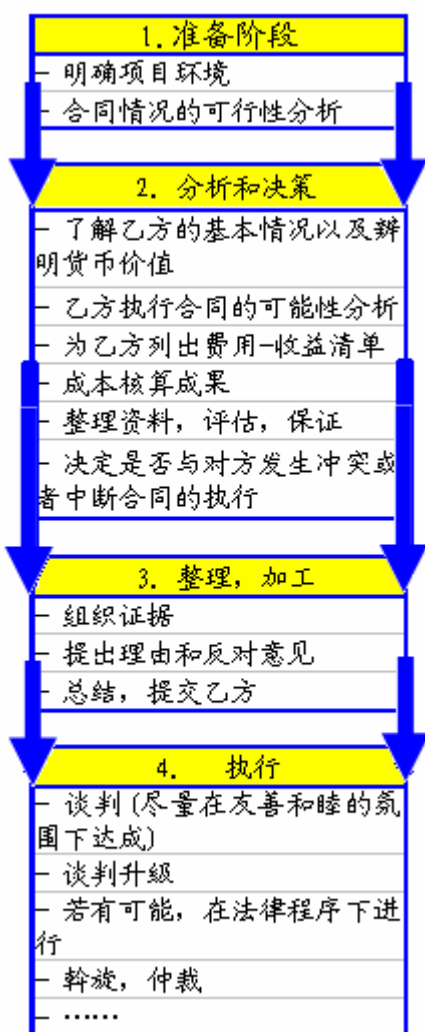 1.准备阶段
- 明确项目环境
- 合同情况的可行性分析
2. 分析和决策
- 了解乙方的基本情况以及辨
明货币价值
- 乙方执行合同的可能性分析
- 为乙方列出费用-收益清单
- 成本核算成果
- 整理资料，评估，保证
- 决定是否与对方发生冲突或
者中断合同的执行
3. 整理，加工
- 组织证据
- 提出理由和反对意见
- 总结，提交乙方
4. 执行
- 谈判(尽量在友善和睦的氛
围下达成)
- 谈判升级
- 若有可能，在法律程序下进
行
- 斡旋，仲裁
- ……